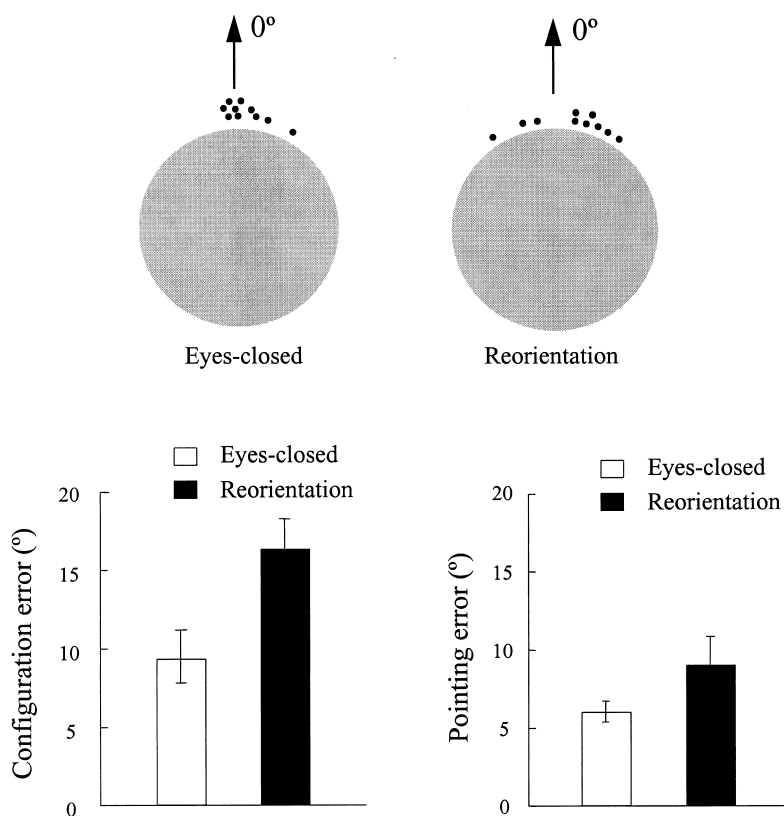 0º
0º
Eyes-closed
Reorientation
Eyes-closed
Reorientation
Configuration error (º)
20
15
10
5
0
Eyes-closed
Reorientation
Pointing error (º)
20
15
10
5
0